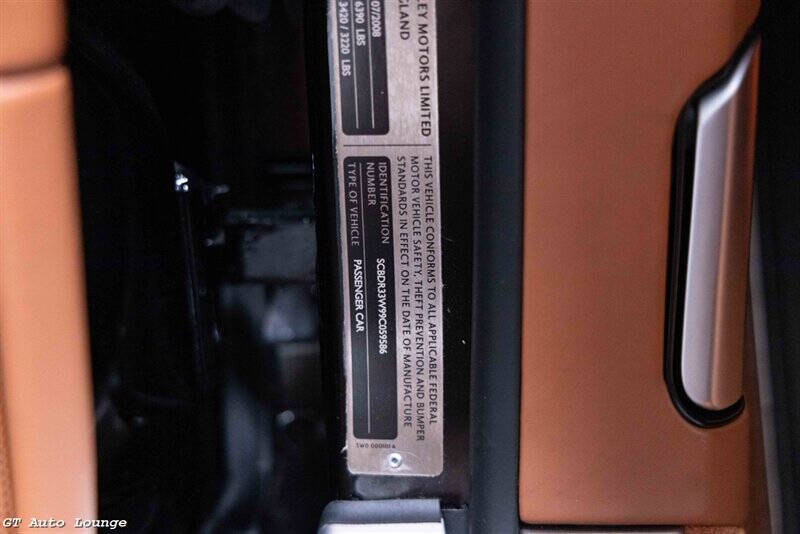 LEY MOTORS LIMITED
GLAND
07/2008
6390 LBS
3420 / 3220 LBS
THIS VEHICLE CONFORMS TO ALL APPLICABLE FEDERAL
MOTOR VEHICLE SAFETY, THEFT PREVENTION AND BUMPER
STANDARDS IN EFFECT ON THE DATE OF MANUFACTURE
IDENTIFICATION
NUMBER SCBDR33W99C059586
TYPE OF VEHICLE PASSENGER CAR
GT Auto Lounge